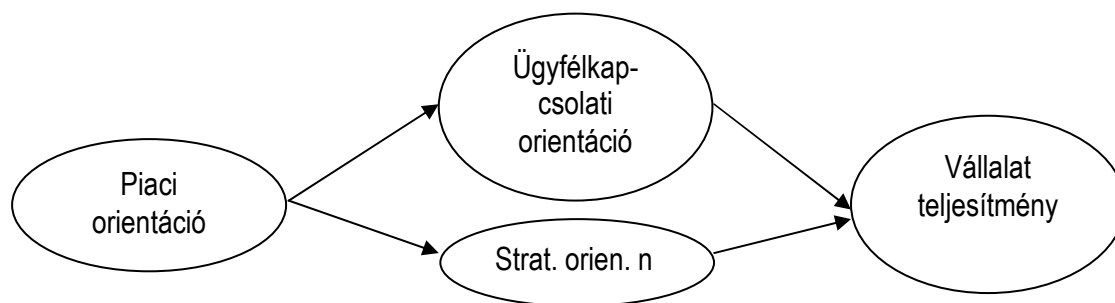 Piaci
orientáció
Ügyfélkap-
csolati
orientáció
Strat. orien. n
Vállalat
teljesítmény